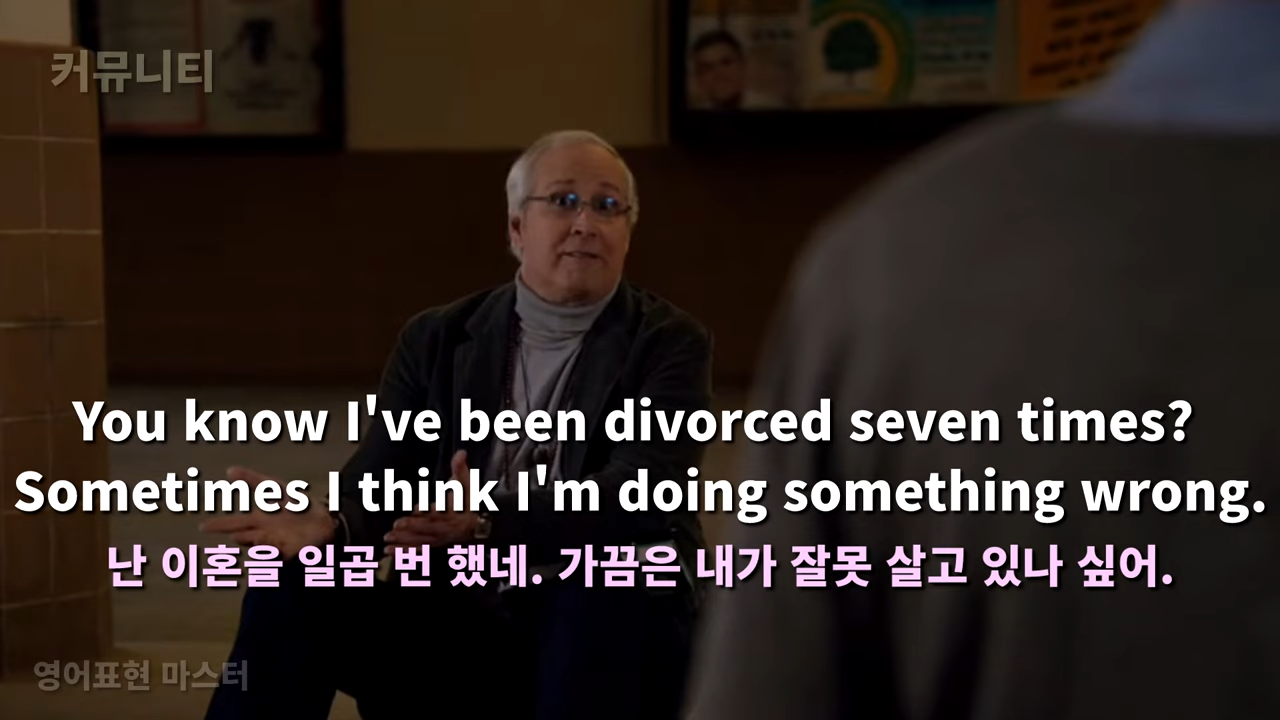 커뮤니티
You know I've been divorced seven times?
Sometimes I think I'm doing something wrong.
난 이혼을 일곱 번 했네. 가끔은 내가 잘못 살고 있나 싶어.
영어표현 마스터